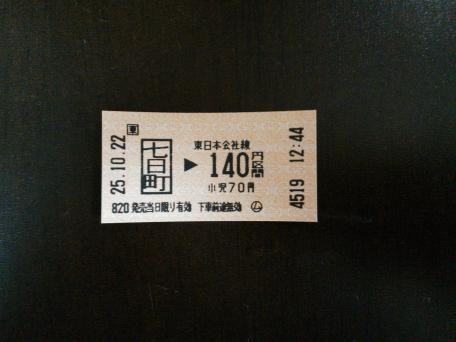 25.10.22 東
七日町
東日本会社線
▶ 140円区間
小児70円
820 発売当日限り有効 下車前途無効 ム
4519 12:44